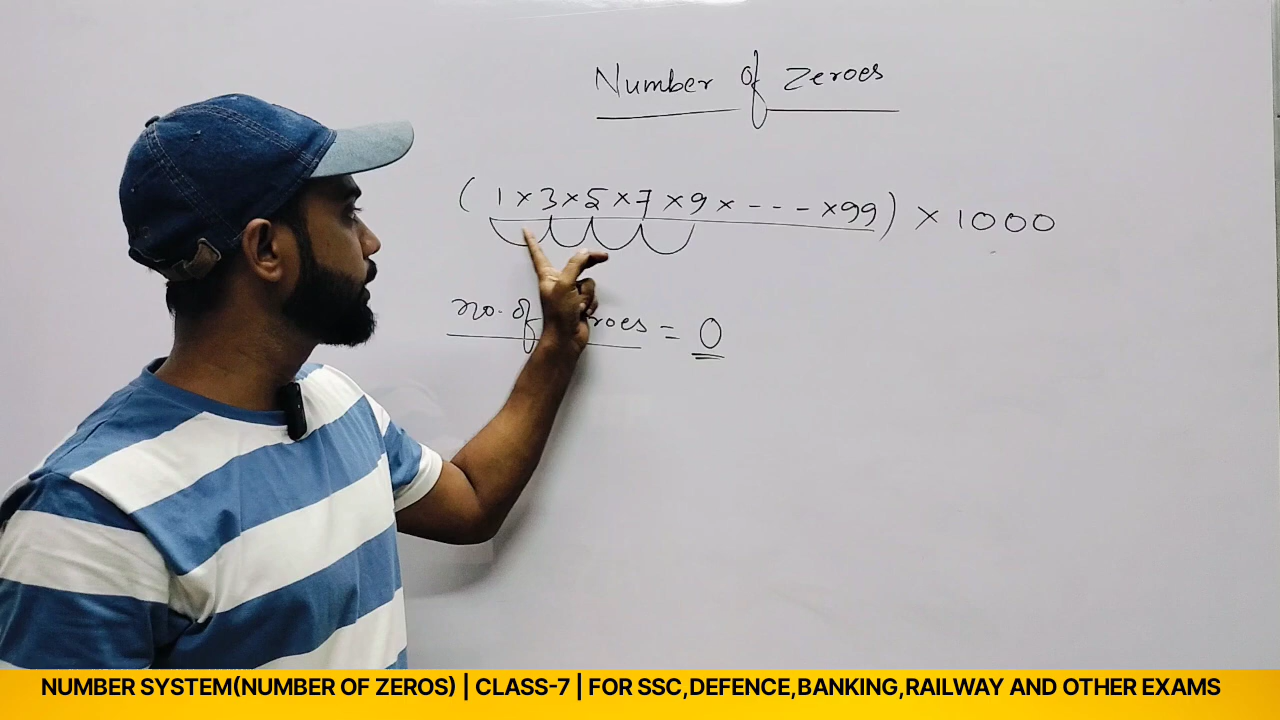 Number of Zeroes
( 1 × 3 × 5 × 7 × 9 × - - - - × 99 ) × 1000
no. of roes = 0
NUMBER SYSTEM(NUMBER OF ZEROS) | CLASS-7 | FOR SSC,DEFENCE,BANKING,RAILWAY AND OTHER EXAMS